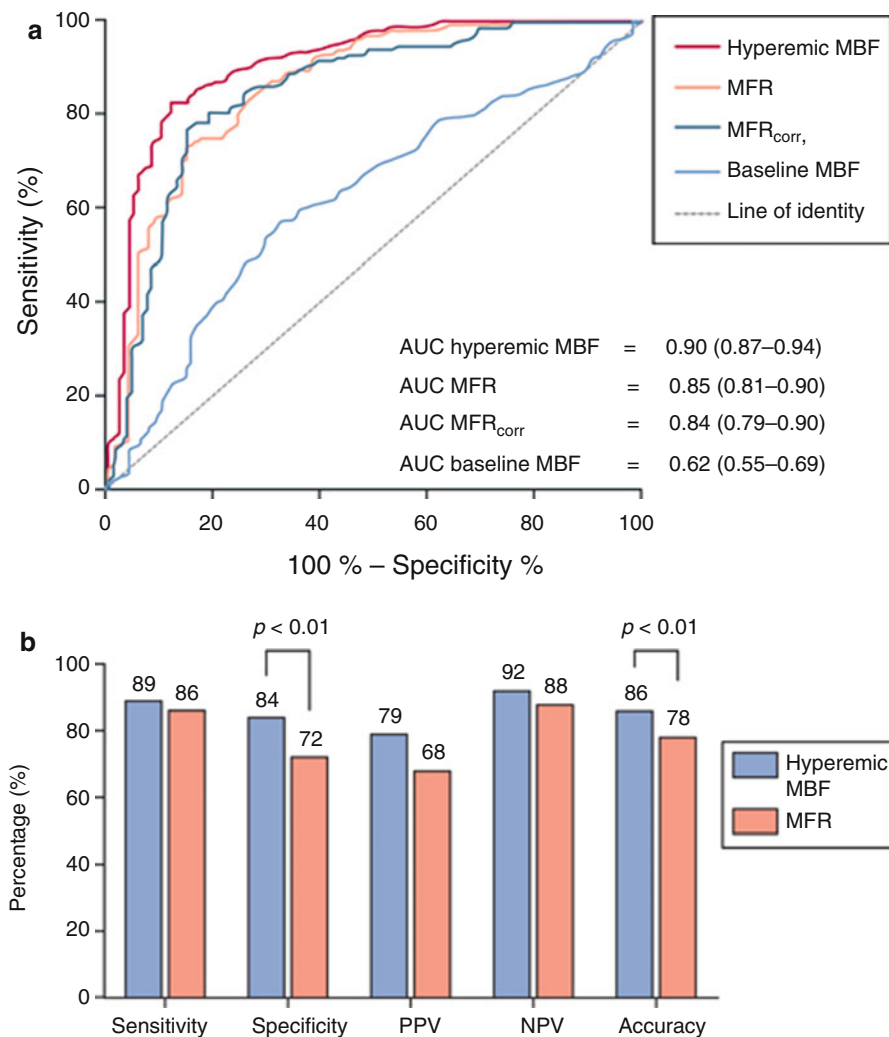 a
100
80
60
40
20
0
Sensitivity (%)
0 20 40 60 80 100
100 % – Specificity %
Hyperemic MBF
MFR
MFRcorr,
Baseline MBF
Line of identity
AUC hyperemic MBF = 0.90 (0.87–0.94)
AUC MFR = 0.85 (0.81–0.90)
AUC MFRcorr = 0.84 (0.79–0.90)
AUC baseline MBF = 0.62 (0.55–0.69)
b
p < 0.01
p < 0.01
100
80
60
40
20
0
Percentage (%)
89 86 84 72 79 68 92 88 86 78
Sensitivity Specificity PPV NPV Accuracy
Hyperemic
MBF
MFR